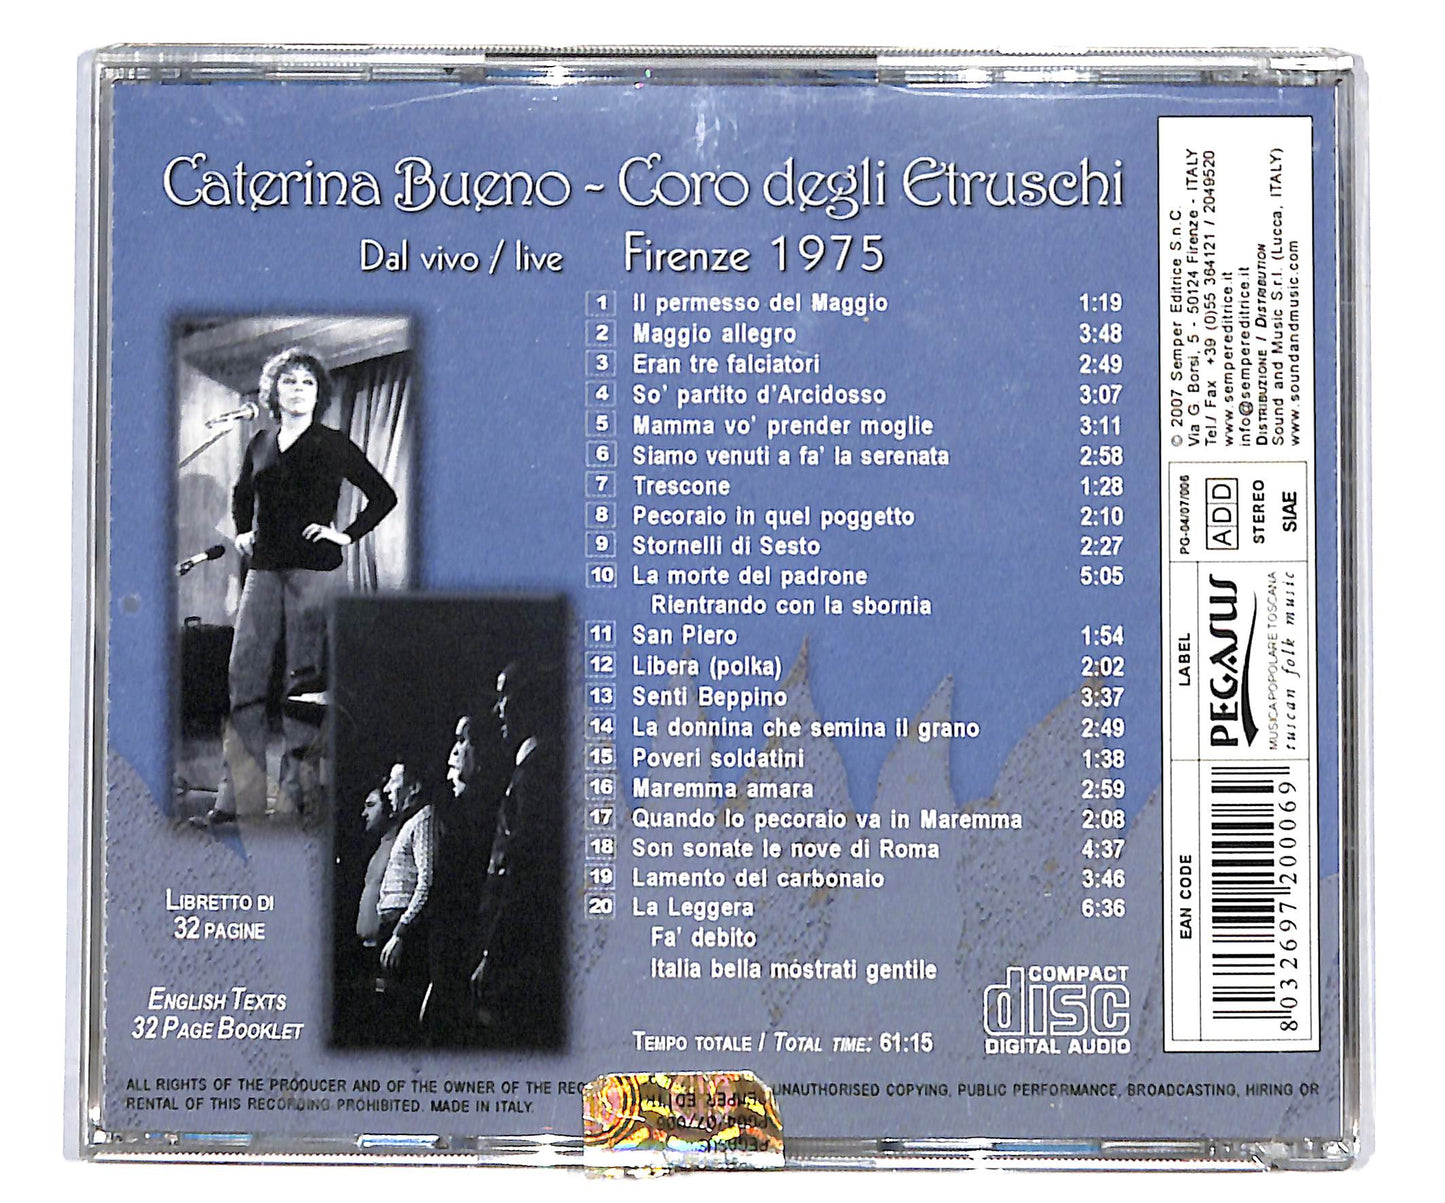 Caterina Bueno - Coro degli Etruschi
Dal vivo / live Firenze 1975
1 Il permesso del Maggio 1:19
2 Maggio allegro 3:48
3 Eran tre falciatori 2:49
4 So' partito d'Arcidosso 3:07
5 Mamma vo' prender moglie 3:11
6 Siamo venuti a fa' la serenata 2:58
7 Trescone 1:28
8 Pecoraio in quel poggetto 2:10
9 Stornelli di Sesto 2:27
10 La morte del padrone 5:05
Rientrando con la sbornia
11 San Piero 1:54
12 Libera (polka) 2:02
13 Senti Beppino 3:37
14 La donnina che semina il grano 2:49
15 Poveri soldatini 1:38
16 Maremma amara 2:59
17 Quando lo pecoraio va in Maremma 2:08
18 Son sonate le nove di Roma 4:37
19 Lamento del carbonaio 3:46
20 La Leggera 6:36
Fa' debito
Italia bella mostrati gentile
LIBRETTO DI
32 PAGINE
ENGLISH TEXTS
32 PAGE BOOKLET
TEMPO TOTALE / TOTAL TIME: 61:15
COMPACT
disc
DIGITAL AUDIO
ALL RIGHTS OF THE PRODUCER AND OF THE OWNER OF THE REC UNAUTHORISED COPYING, PUBLIC PERFORMANCE, BROADCASTING, HIRING OR
RENTAL OF THIS RECORDING PROHIBITED. MADE IN ITALY.
© 2007 Semper Editrice S.n.C.
Via G. Borsi, 5 - 50124 Firenze - ITALY
Tel./ Fax +39 (0)55 364121 / 2049520
www.sempereditrice.it
info@sempereditrice.it
DISTRIBUZIONE / DISTRIBUTION
Sound and Music S.r.l. (Lucca, ITALY)
www.soundandmusic.com
PG-04/07/006
ADD
STEREO
SIAE
LABEL
PEGASUS
MUSICA POPOLARE TOSCANA
tuscan folk music
EAN CODE
8 032697 200069